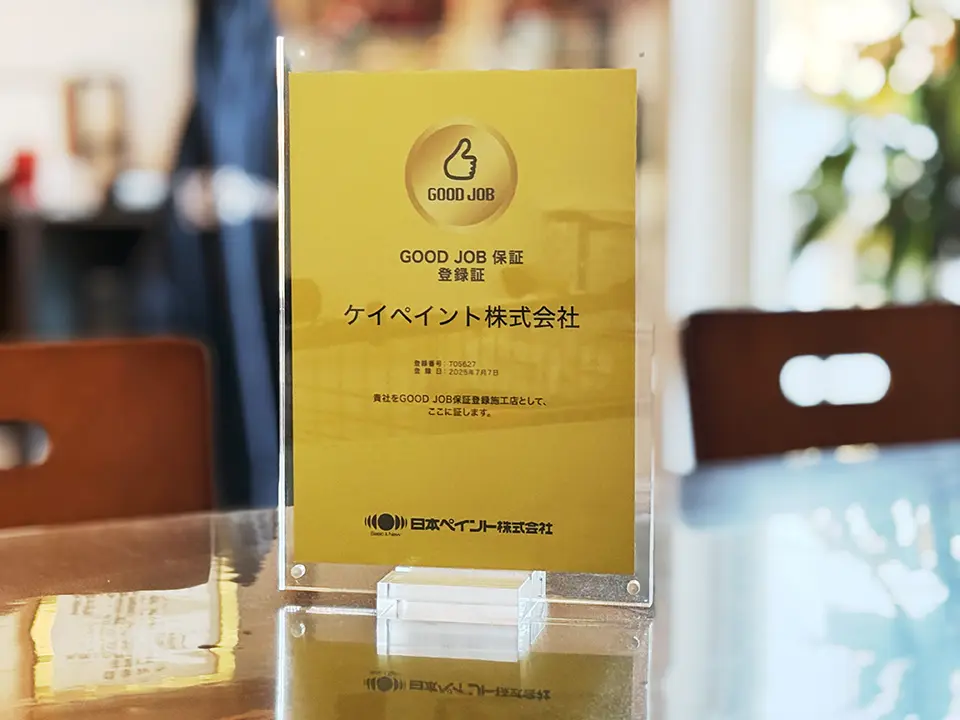 GOOD JOB
GOOD JOB 保証
登録証
ケイペイント株式会社
登録番号：T05627
登録日：2025年7月7日
貴社をGOOD JOB保証登録施工店として、
ここに証します。
日本ペイント株式会社
Basic & New